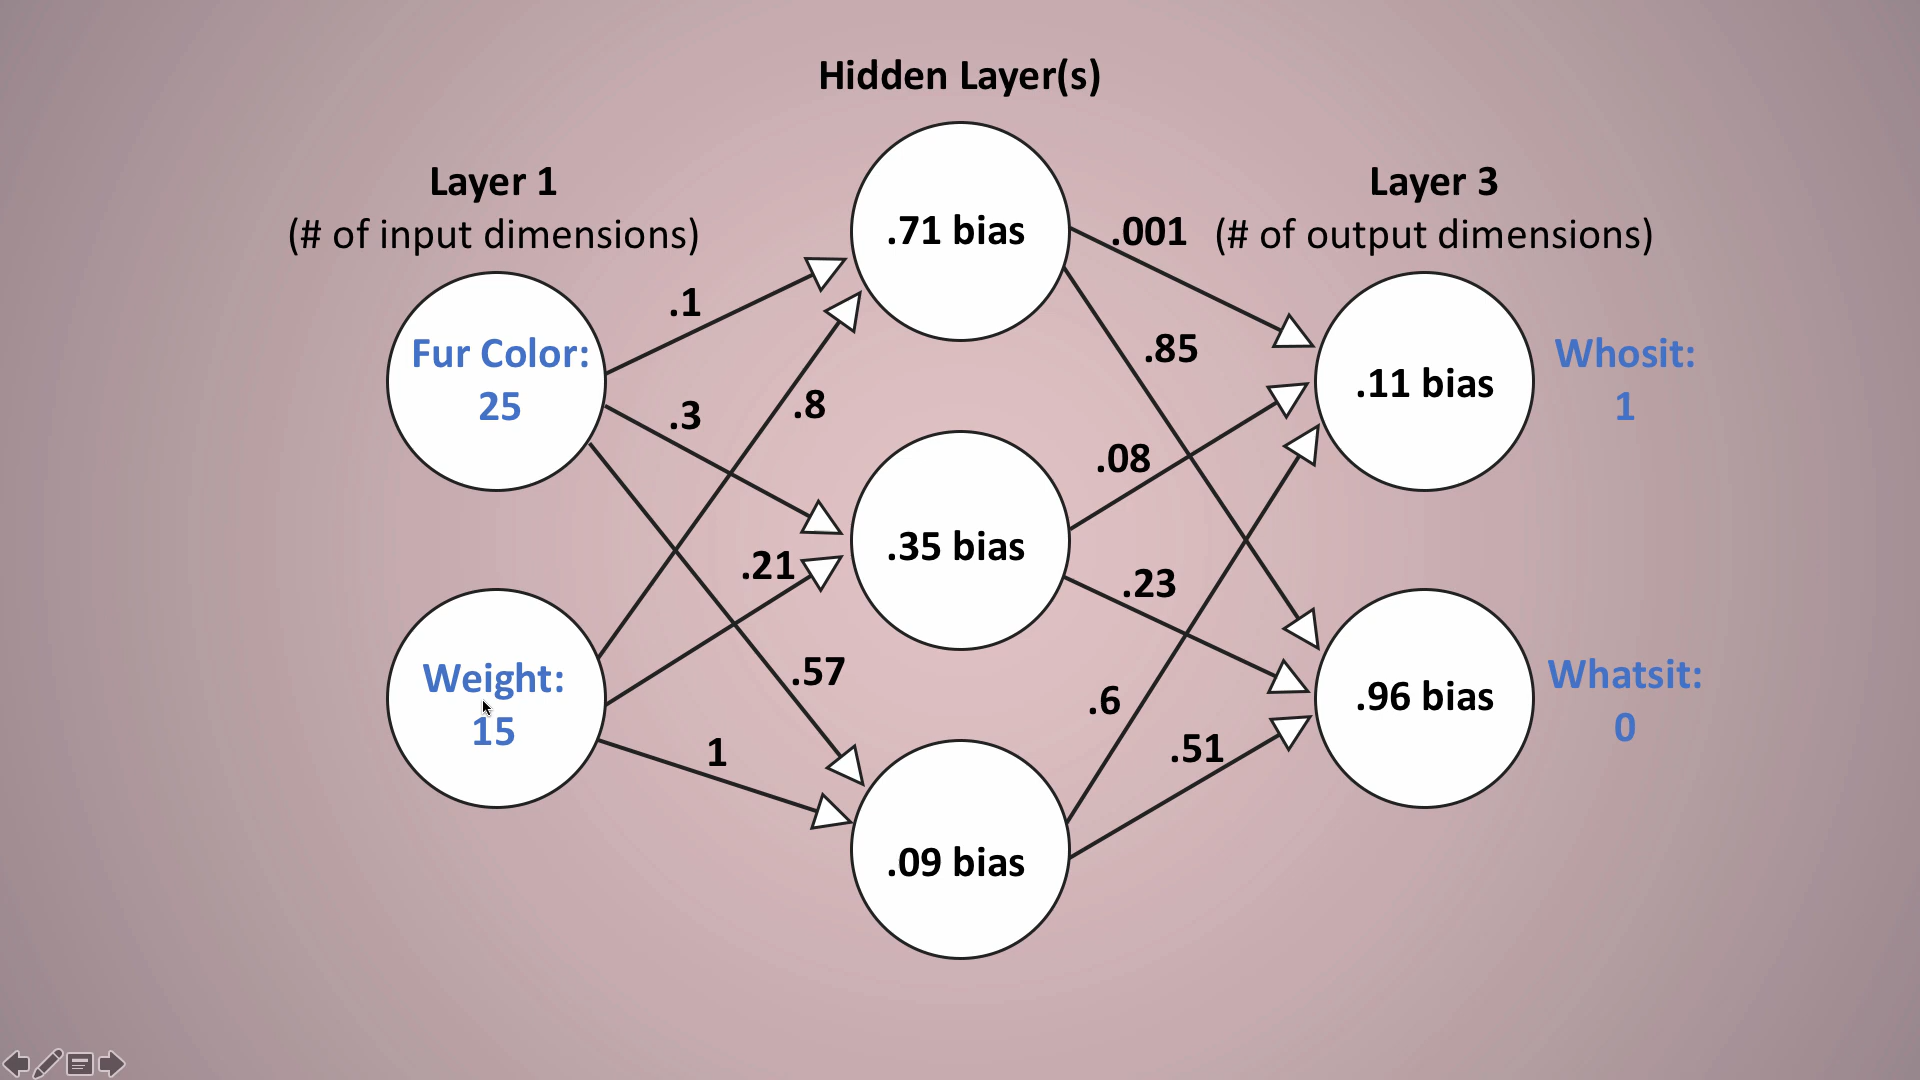 Hidden Layer(s)
Layer 1
(# of input dimensions)
Layer 3
(# of output dimensions)
.71 bias
.001
.1
.85
Fur Color:
25
.11 bias
Whosit:
1
.8
.3
.08
.35 bias
.21
.23
.57
Weight:
15
.6
.96 bias
Whatsit:
0
1
.51
.09 bias